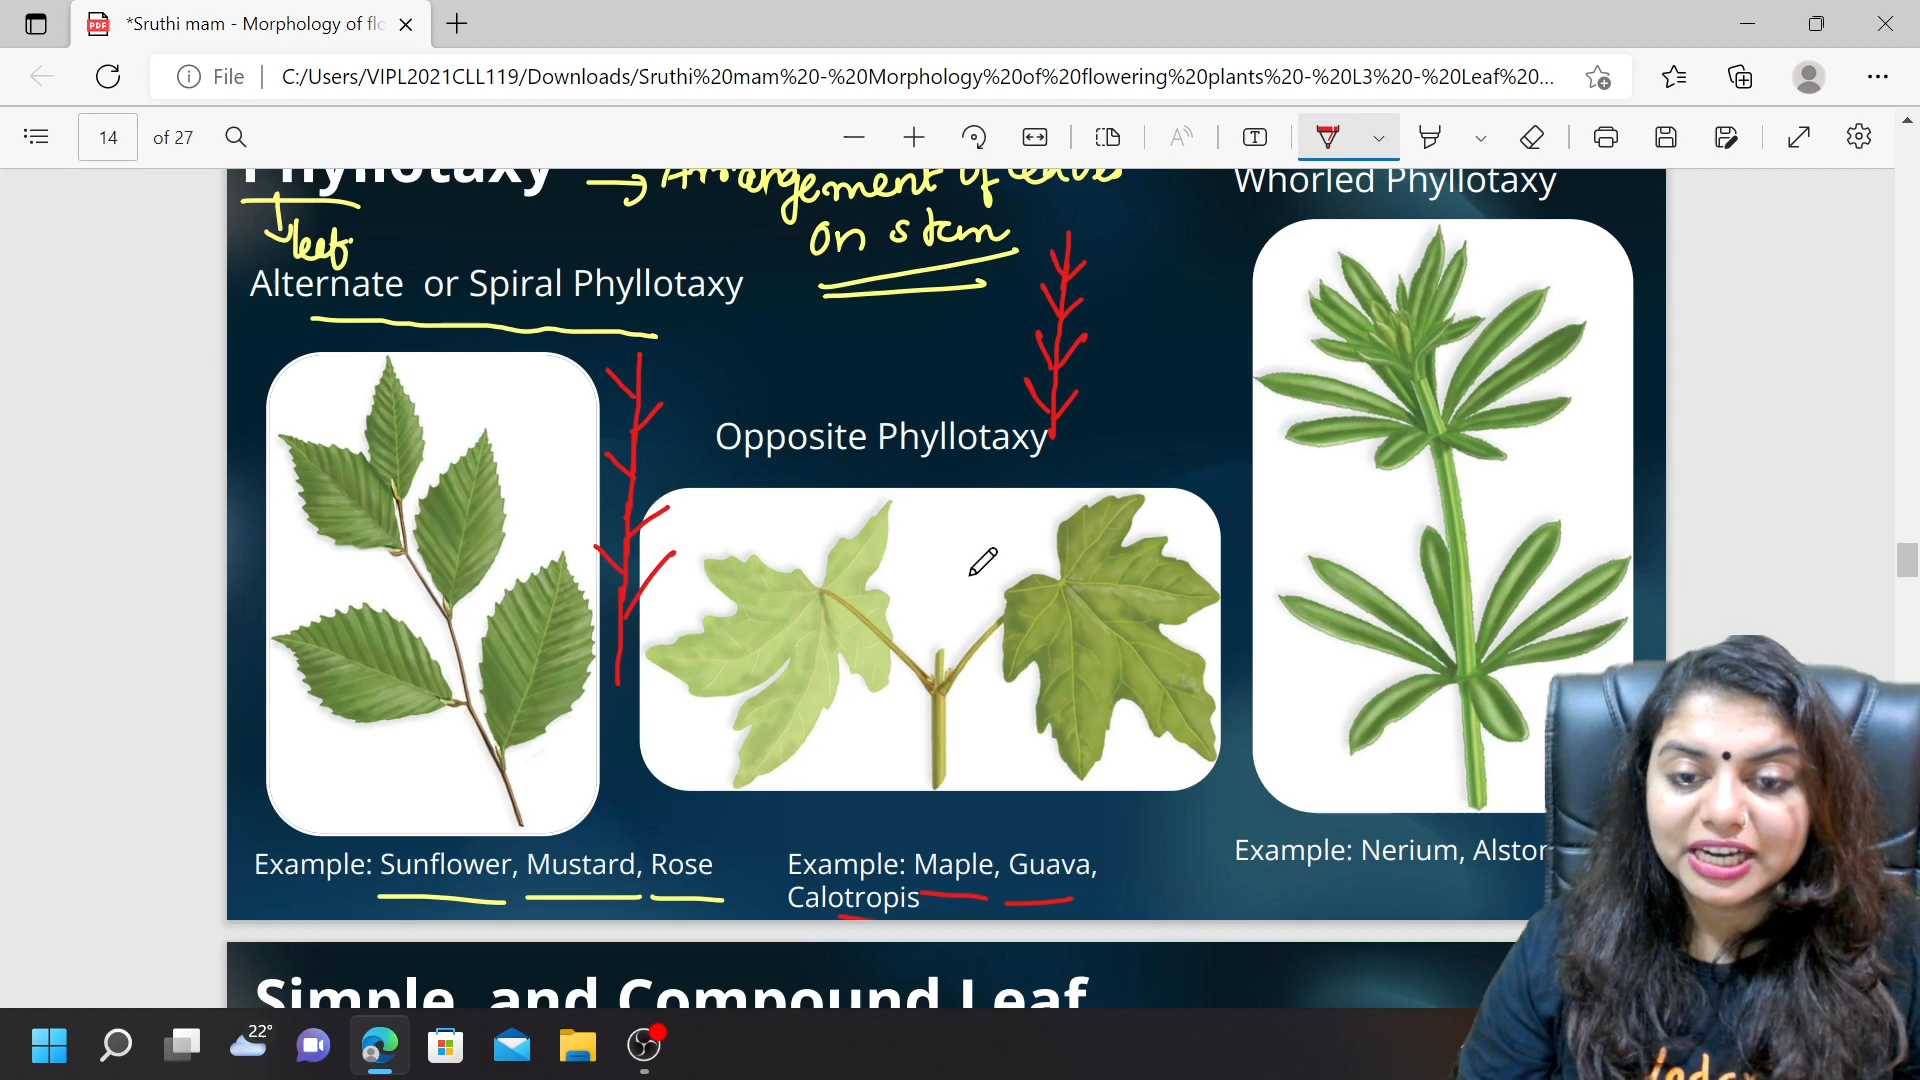 *Sruthi mam - Morphology of flo
File
C:/Users/VIPL2021CLL119/Downloads/Sruthi%20mam%20-%20Morphology%20of%20flowering%20plants%20-%20L3%20-%20Leaf%20...
14 of 27
Phyllotaxy → Arrangement of leaves
on stem
leaf
Whorled Phyllotaxy
Alternate or Spiral Phyllotaxy
Opposite Phyllotaxy
Example: Sunflower, Mustard, Rose
Example: Maple, Guava,
Calotropis
Example: Nerium, Alston
Simple and Compound Leaf
22°